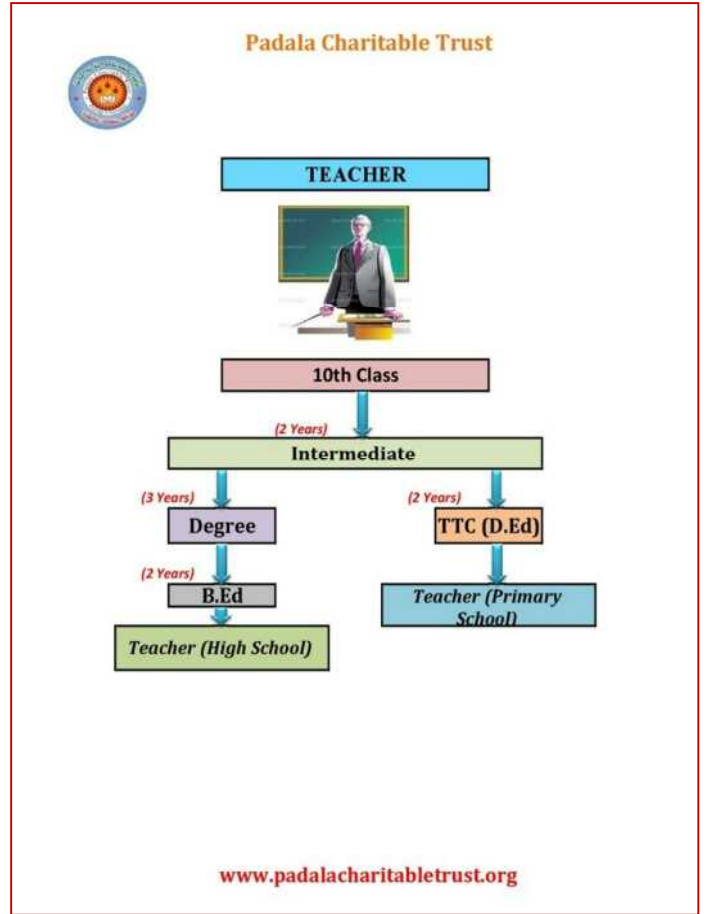 Padala Charitable Trust
TEACHER
10th Class
(2 Years)
Intermediate
(3 Years)
(2 Years)
Degree
TTC (D.Ed)
(2 Years)
B.Ed
Teacher (Primary
School)
Teacher (High School)
www.padalacharitabletrust.org